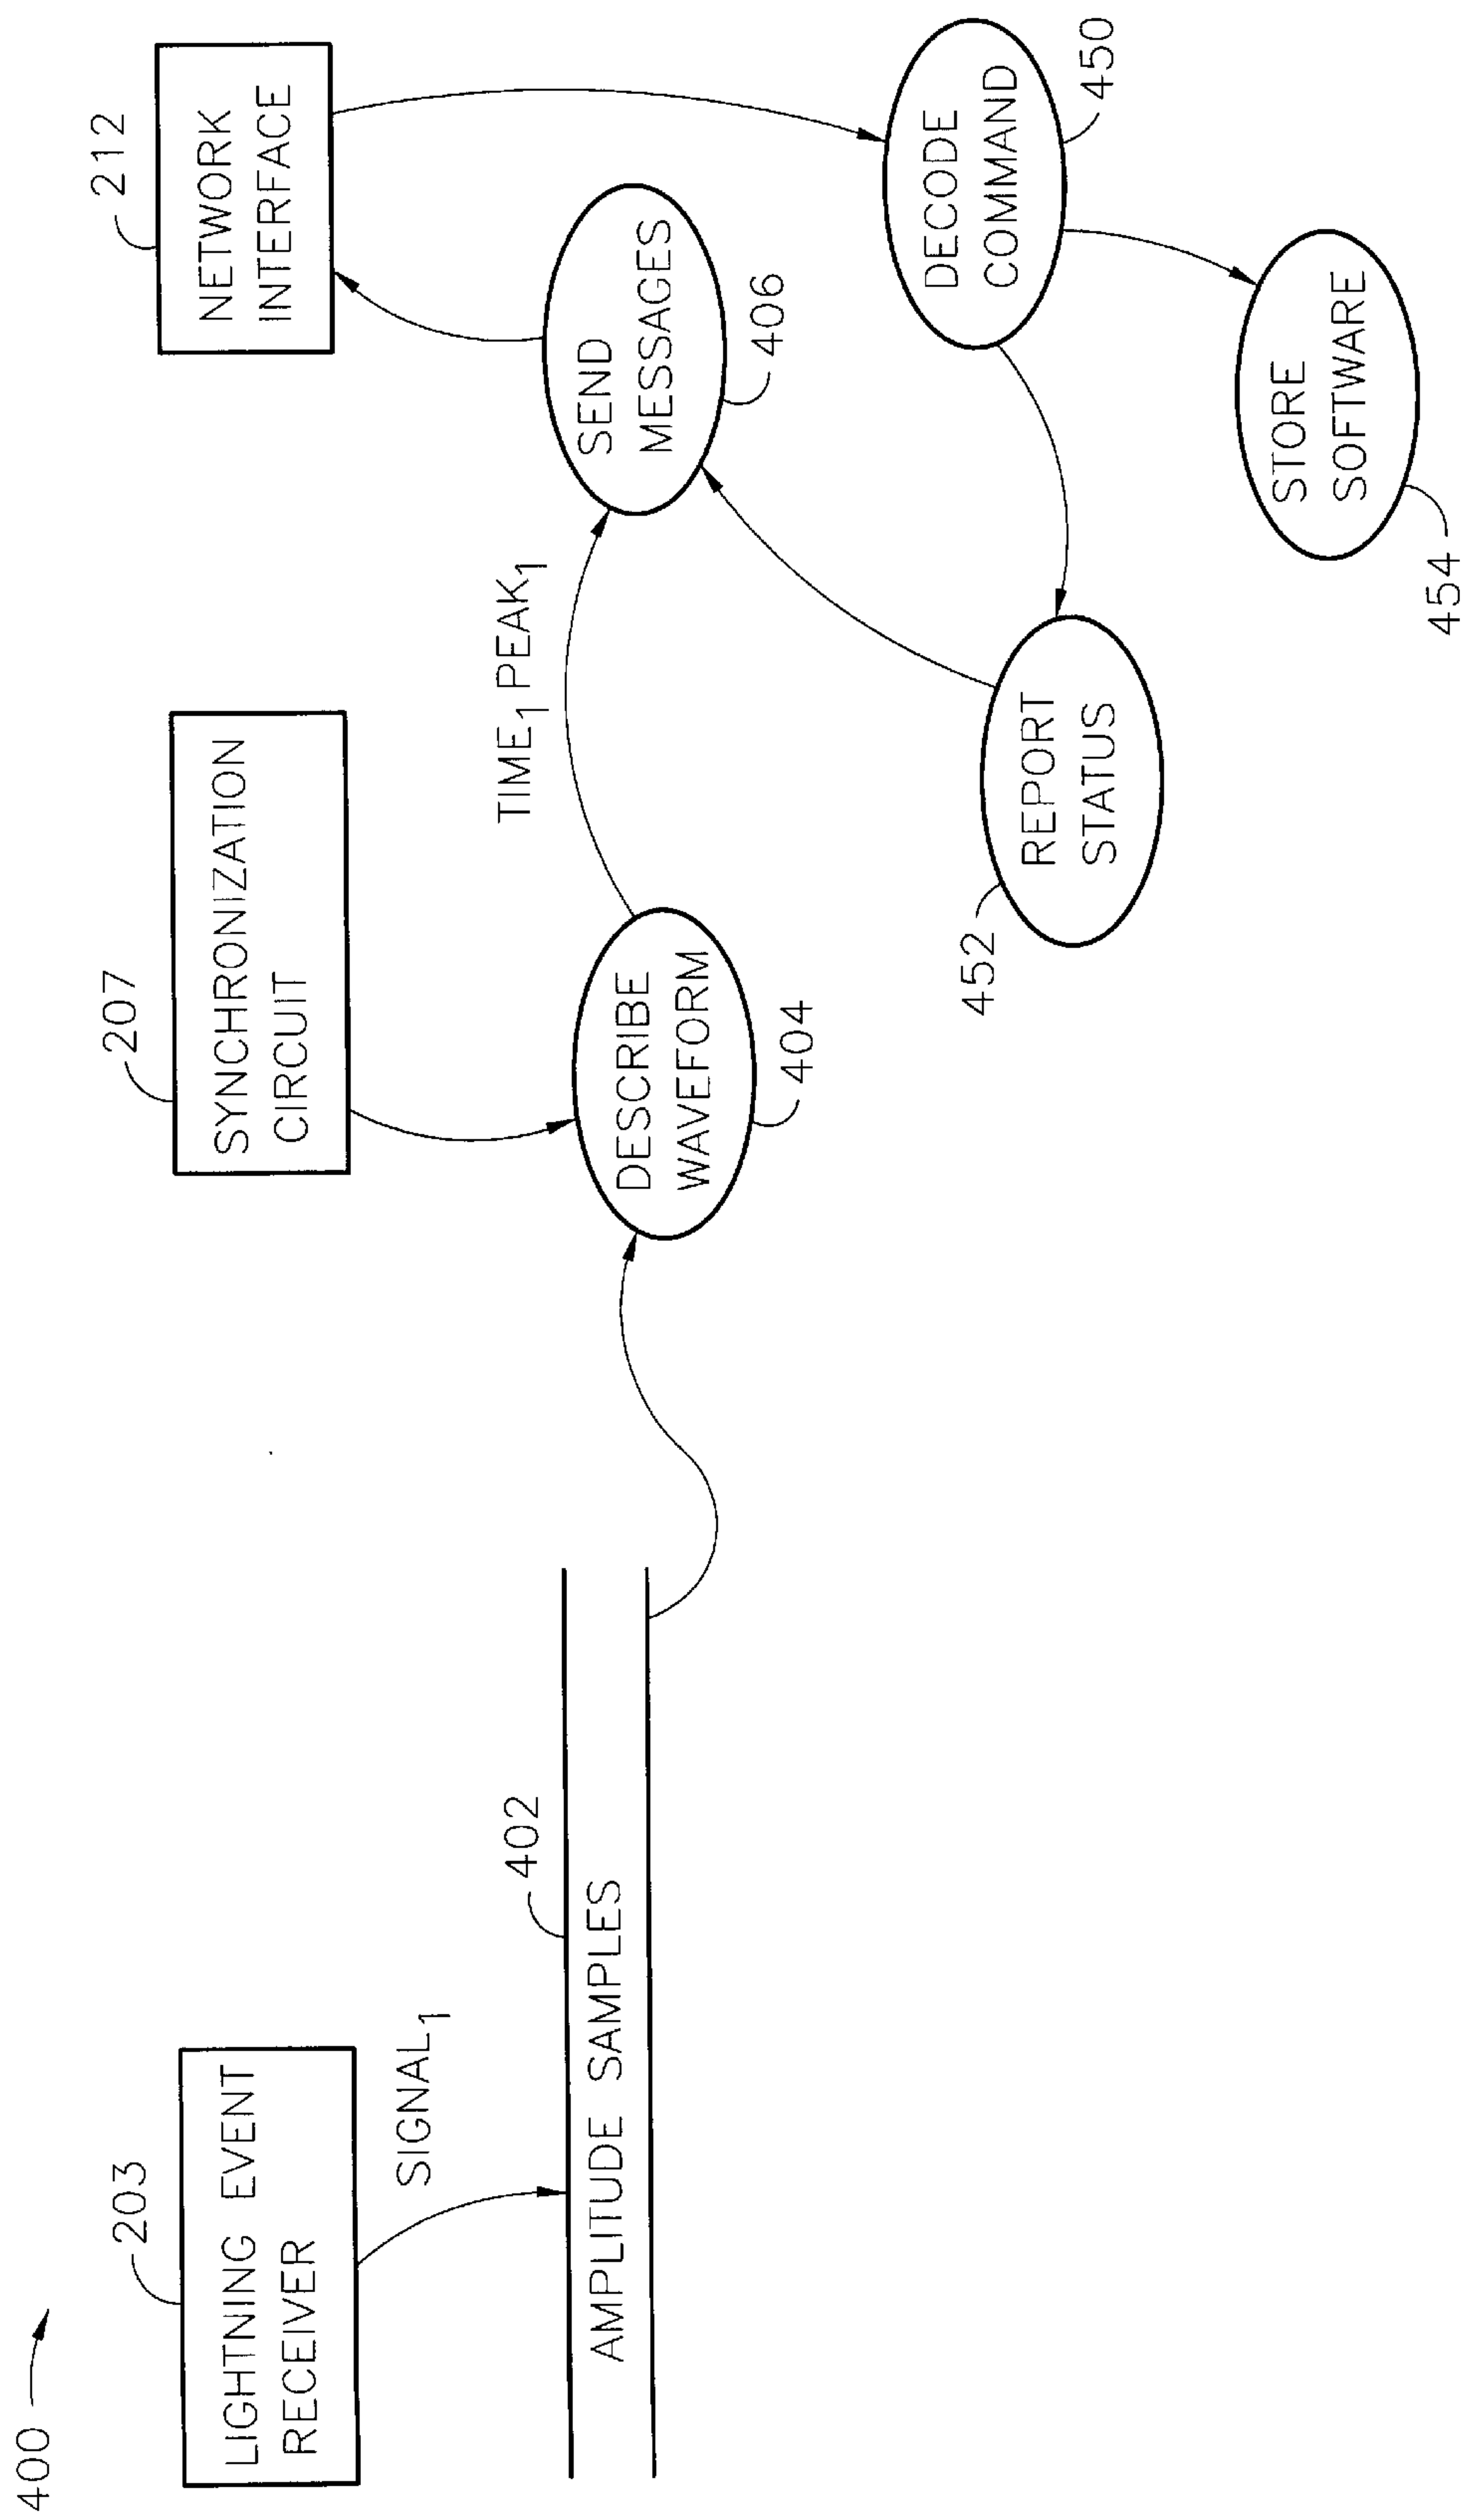 400
203
LIGHTNING EVENT
RECEIVER
SIGNAL1
402
AMPLITUDE SAMPLES
207
SYNCHRONIZATION
CIRCUIT
DESCRIBE
WAVEFORM
404
TIME1 PEAK1
212
NETWORK
INTERFACE
SEND
MESSAGES
406
452
REPORT
STATUS
DECODE
COMMAND
450
STORE
SOFTWARE
454